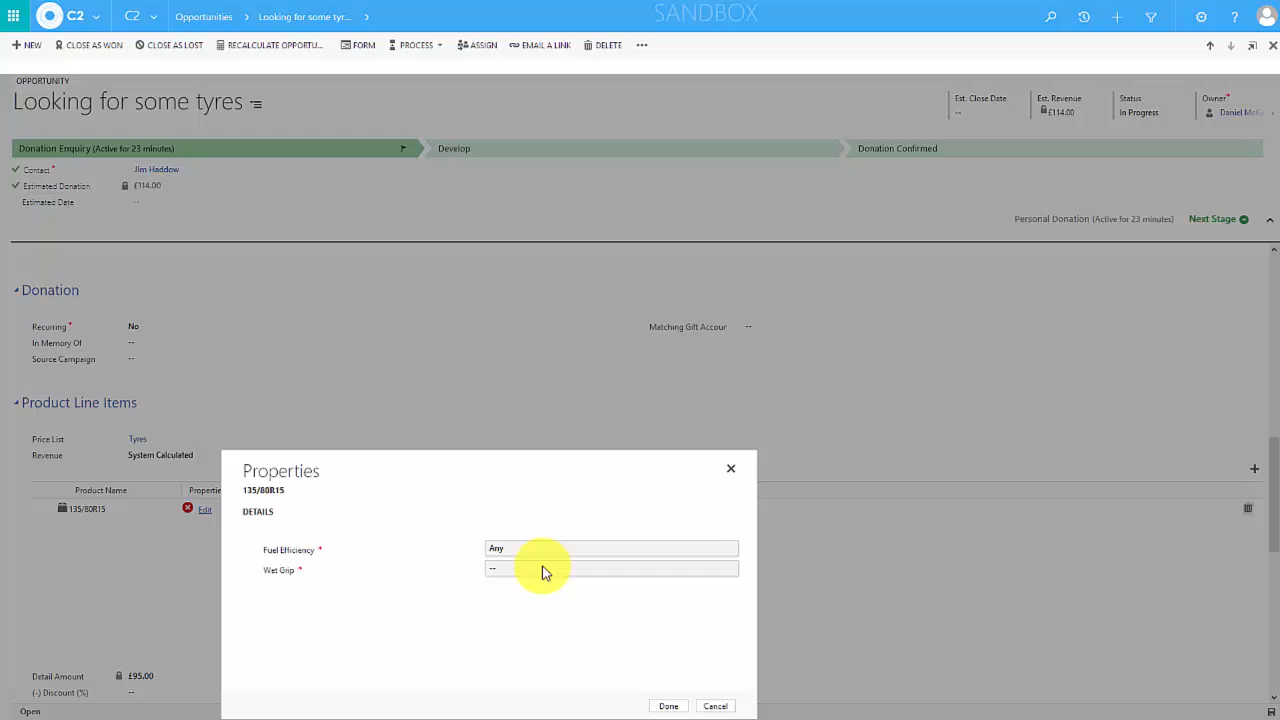 C2 C2 Opportunities Looking for some tyr... SANDBOX
NEW CLOSE AS WON CLOSE AS LOST RECALCULATE OPPORTU... FORM PROCESS ASSIGN EMAIL A LINK DELETE
OPPORTUNITY
Looking for some tyres
Est. Close Date
--
Est. Revenue
£114.00
Status
In Progress
Owner*
Donation Enquiry (Active for 23 minutes) Develop Donation Confirmed
Contact * Jim Haddow
Estimated Donation £114.00
Estimated Date --
Personal Donation (Active for 23 minutes) Next Stage
Donation
Recurring * No Matching Gift Accour --
In Memory Of --
Source Campaign --
Product Line Items
Price List Tyres
Revenue System Calculated
Product Name Propertie
135/80R15 Edit
Properties
135/80R15
DETAILS
Fuel Efficiency * Any
Wet Grip * --
Detail Amount £95.00
(-) Discount (%) --
Done Cancel
Open